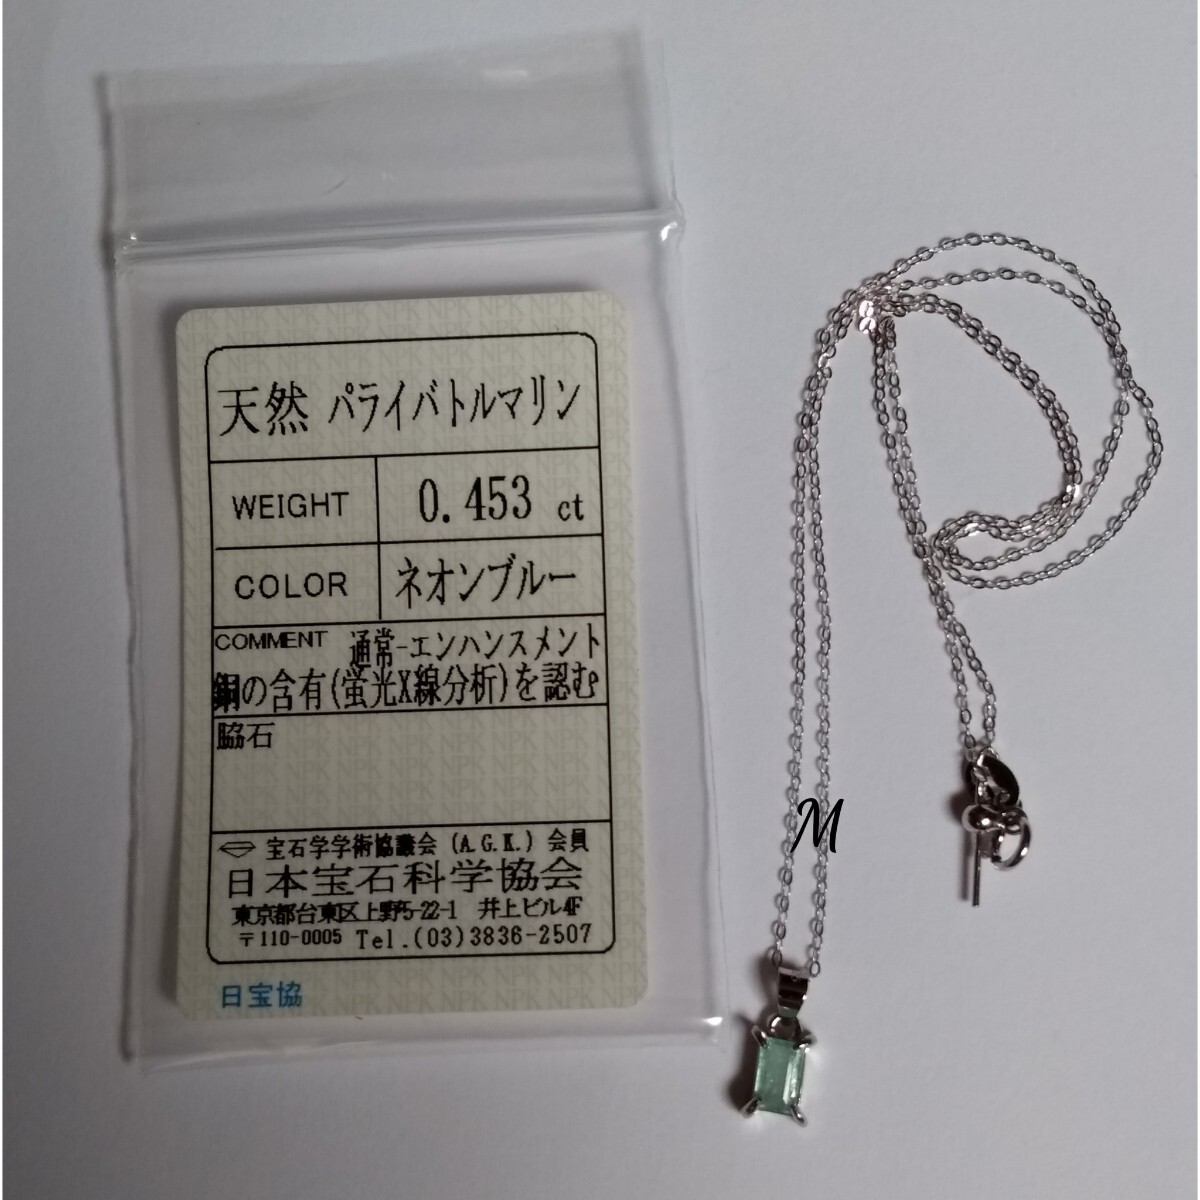 天然 パライバトルマリン
WEIGHT 0.453 ct
COLOR ネオンブルー
COMMENT 通常-エンハンスメント
銅の含有(蛍光X線分析)を認む
脇石
宝石学学術協議会 (A.G.K.) 会員
日本宝石科学協会
東京都台東区上野5-22-1 井上ビル4F
〒110-0005 Tel.(03)3836-2507
日宝協
M